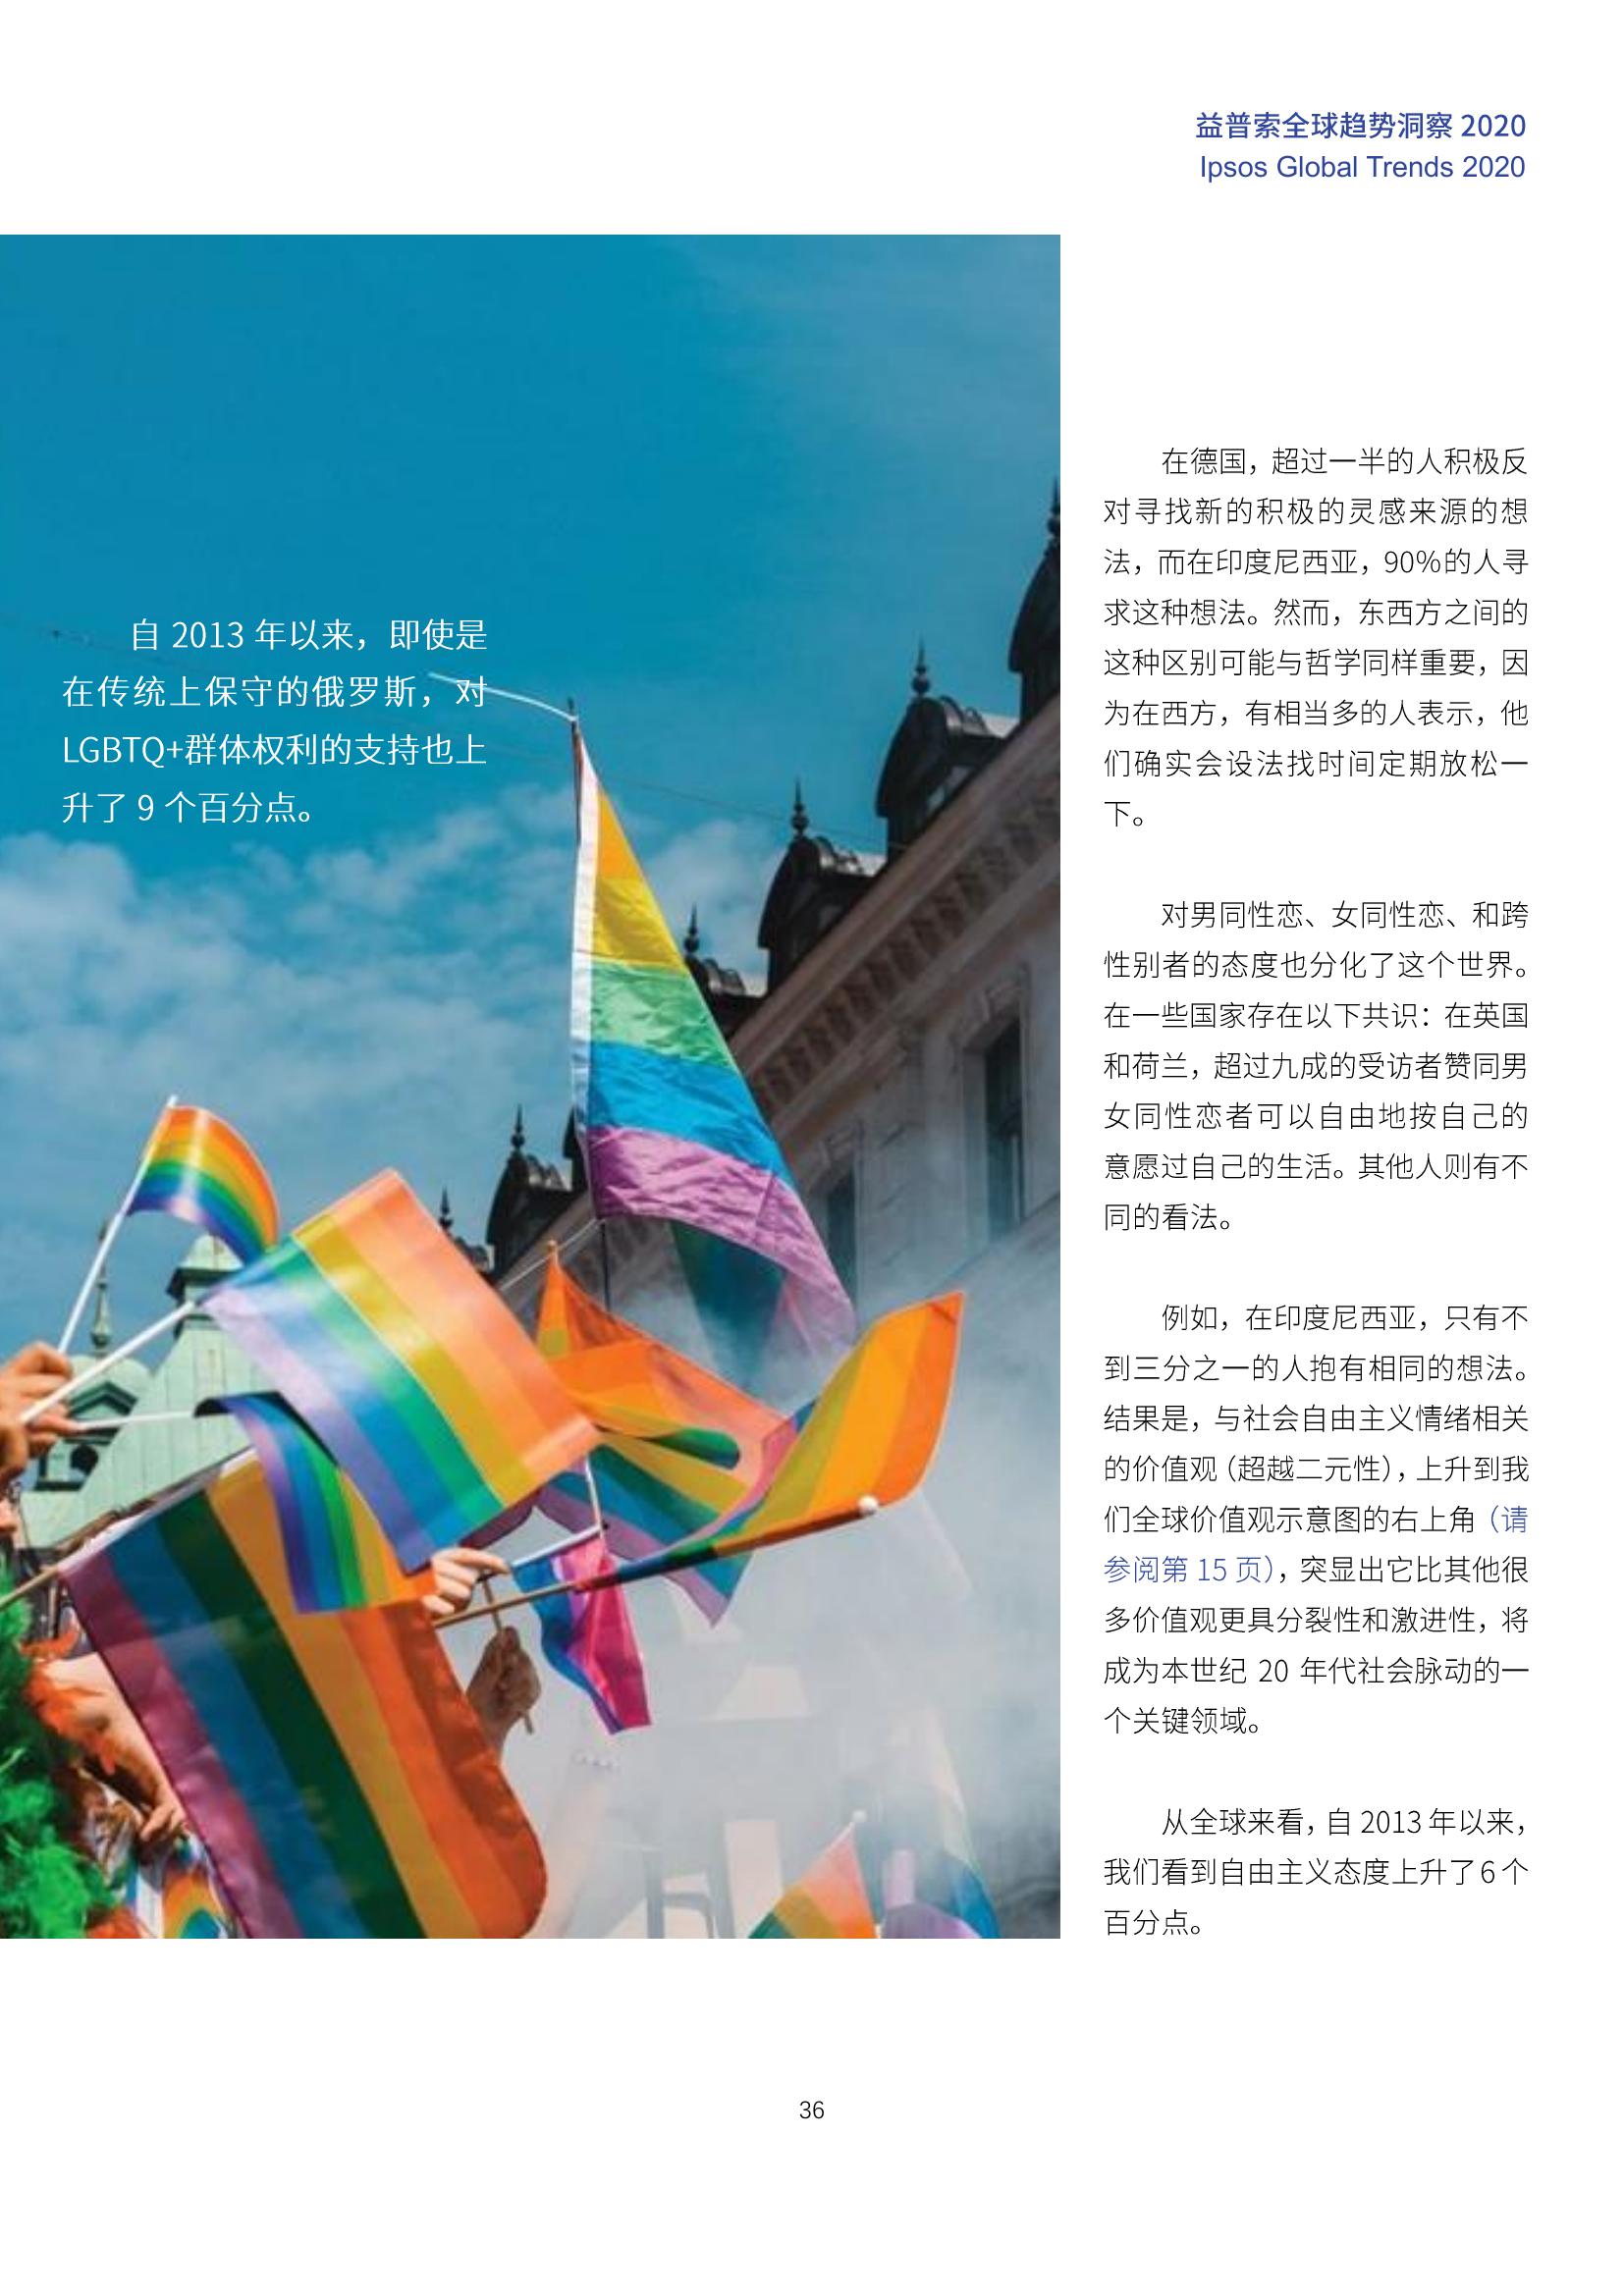 益普索全球趋势洞察 2020
Ipsos Global Trends 2020
自 2013 年以来，即使是
在传统上保守的俄罗斯，对
LGBTQ+群体权利的支持也上
升了 9 个百分点。
在德国，超过一半的人积极反
对寻找新的积极的灵感来源的想
法，而在印度尼西亚，90%的人寻
求这种想法。然而，东西方之间的
这种区别可能与哲学同样重要，因
为在西方，有相当多的人表示，他
们确实会设法找时间定期放松一
下。
对男同性恋、女同性恋、和跨
性别者的态度也分化了这个世界。
在一些国家存在以下共识：在英国
和荷兰，超过九成的受访者赞同男
女同性恋者可以自由地按自己的
意愿过自己的生活。其他人则有不
同的看法。
例如，在印度尼西亚，只有不
到三分之一的人抱有相同的想法。
结果是，与社会自由主义情绪相关
的价值观（超越二元性），上升到我
们全球价值观示意图的右上角（请
参阅第 15 页），突显出它比其他很
多价值观更具分裂性和激进性，将
成为本世纪 20 年代社会脉动的一
个关键领域。
从全球来看，自 2013 年以来，
我们看到自由主义态度上升了 6 个
百分点。
36